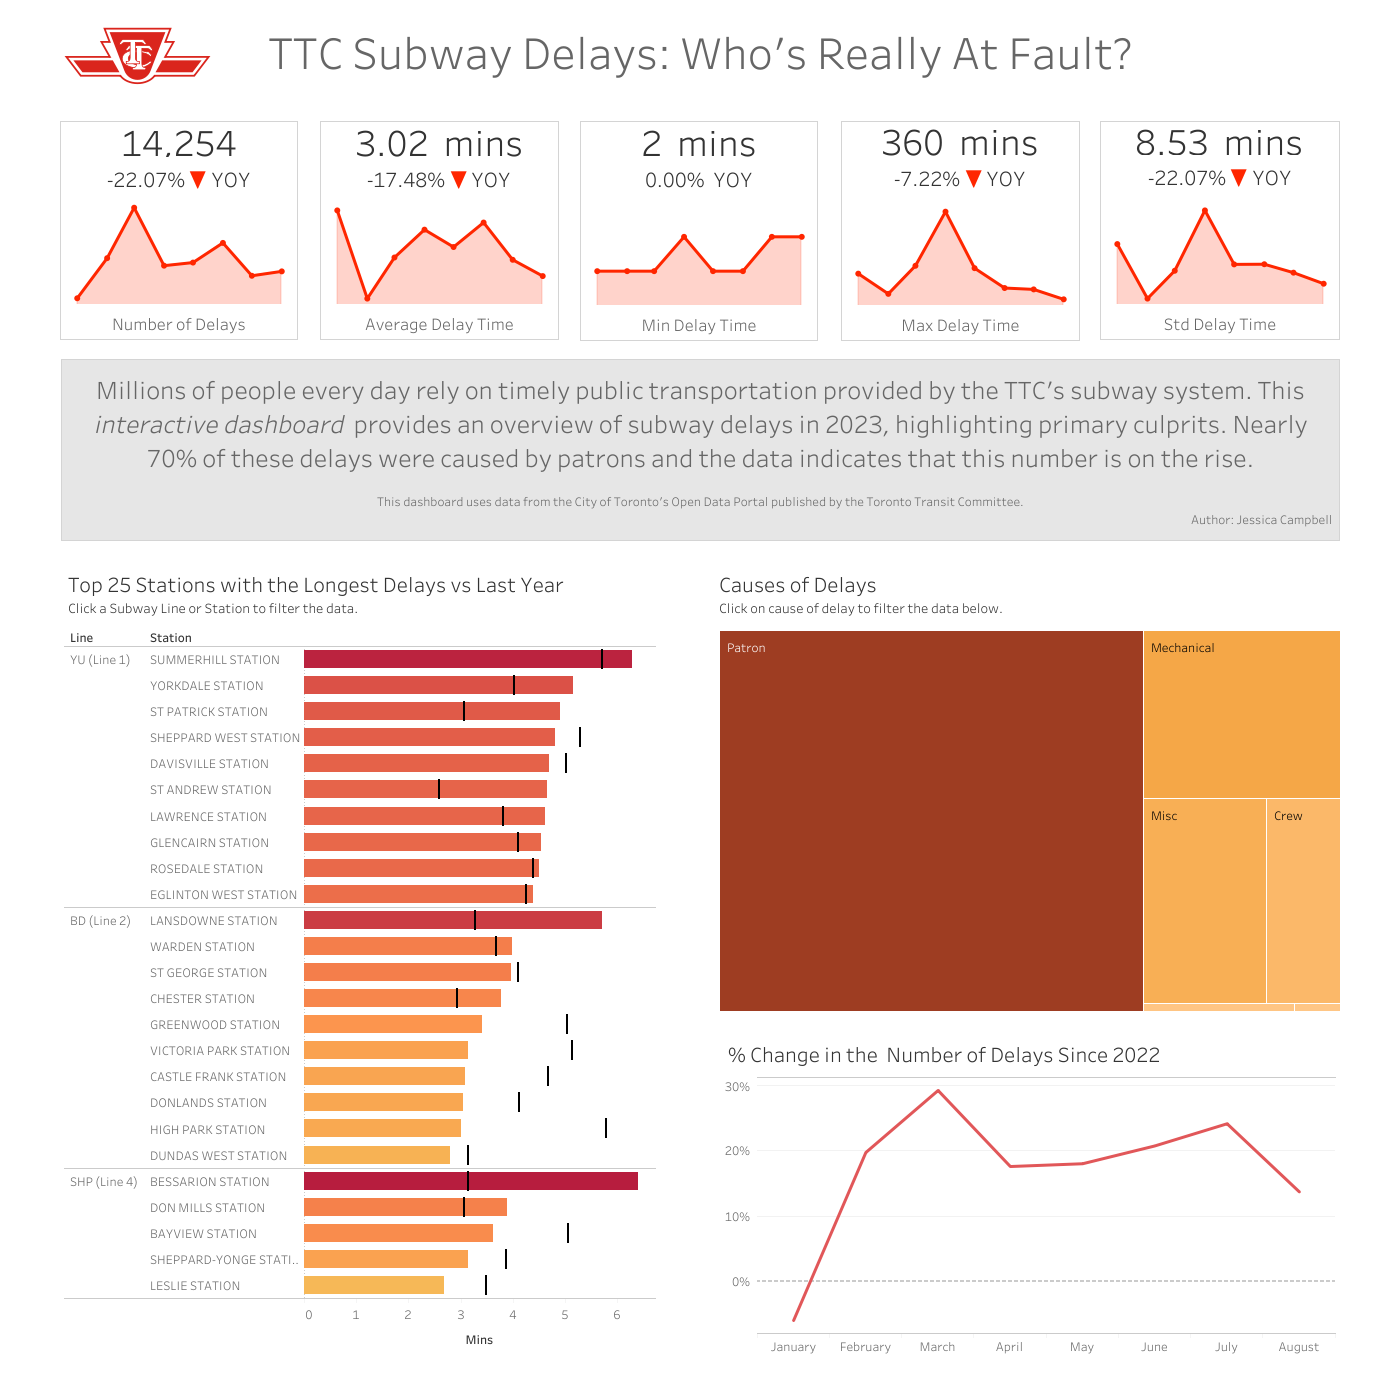 TTC Subway Delays: Who's Really At Fault?
14,254
-22.07% ▼ YOY
Number of Delays
3.02 mins
-17.48% ▼ YOY
Average Delay Time
2 mins
0.00% YOY
Min Delay Time
360 mins
-7.22% ▼ YOY
Max Delay Time
8.53 mins
-22.07% ▼ YOY
Std Delay Time
Millions of people every day rely on timely public transportation provided by the TTC's subway system. This
interactive dashboard provides an overview of subway delays in 2023, highlighting primary culprits. Nearly
70% of these delays were caused by patrons and the data indicates that this number is on the rise.
This dashboard uses data from the City of Toronto's Open Data Portal published by the Toronto Transit Committee.
Author: Jessica Campbell
Top 25 Stations with the Longest Delays vs Last Year
Click a Subway Line or Station to filter the data.
Line Station
YU (Line 1) SUMMERHILL STATION
YORKDALE STATION
ST PATRICK STATION
SHEPPARD WEST STATION
DAVISVILLE STATION
ST ANDREW STATION
LAWRENCE STATION
GLENCAIRN STATION
ROSEDALE STATION
EGLINTON WEST STATION
BD (Line 2) LANSDOWNE STATION
WARDEN STATION
ST GEORGE STATION
CHESTER STATION
GREENWOOD STATION
VICTORIA PARK STATION
CASTLE FRANK STATION
DONLANDS STATION
HIGH PARK STATION
DUNDAS WEST STATION
SHP (Line 4) BESSARION STATION
DON MILLS STATION
BAYVIEW STATION
SHEPPARD-YONGE STATI..
LESLIE STATION
0 1 2 3 4 5 6
Mins
Causes of Delays
Click on cause of delay to filter the data below.
Patron
Mechanical
Misc
Crew
% Change in the Number of Delays Since 2022
30%
20%
10%
0%
January February March April May June July August